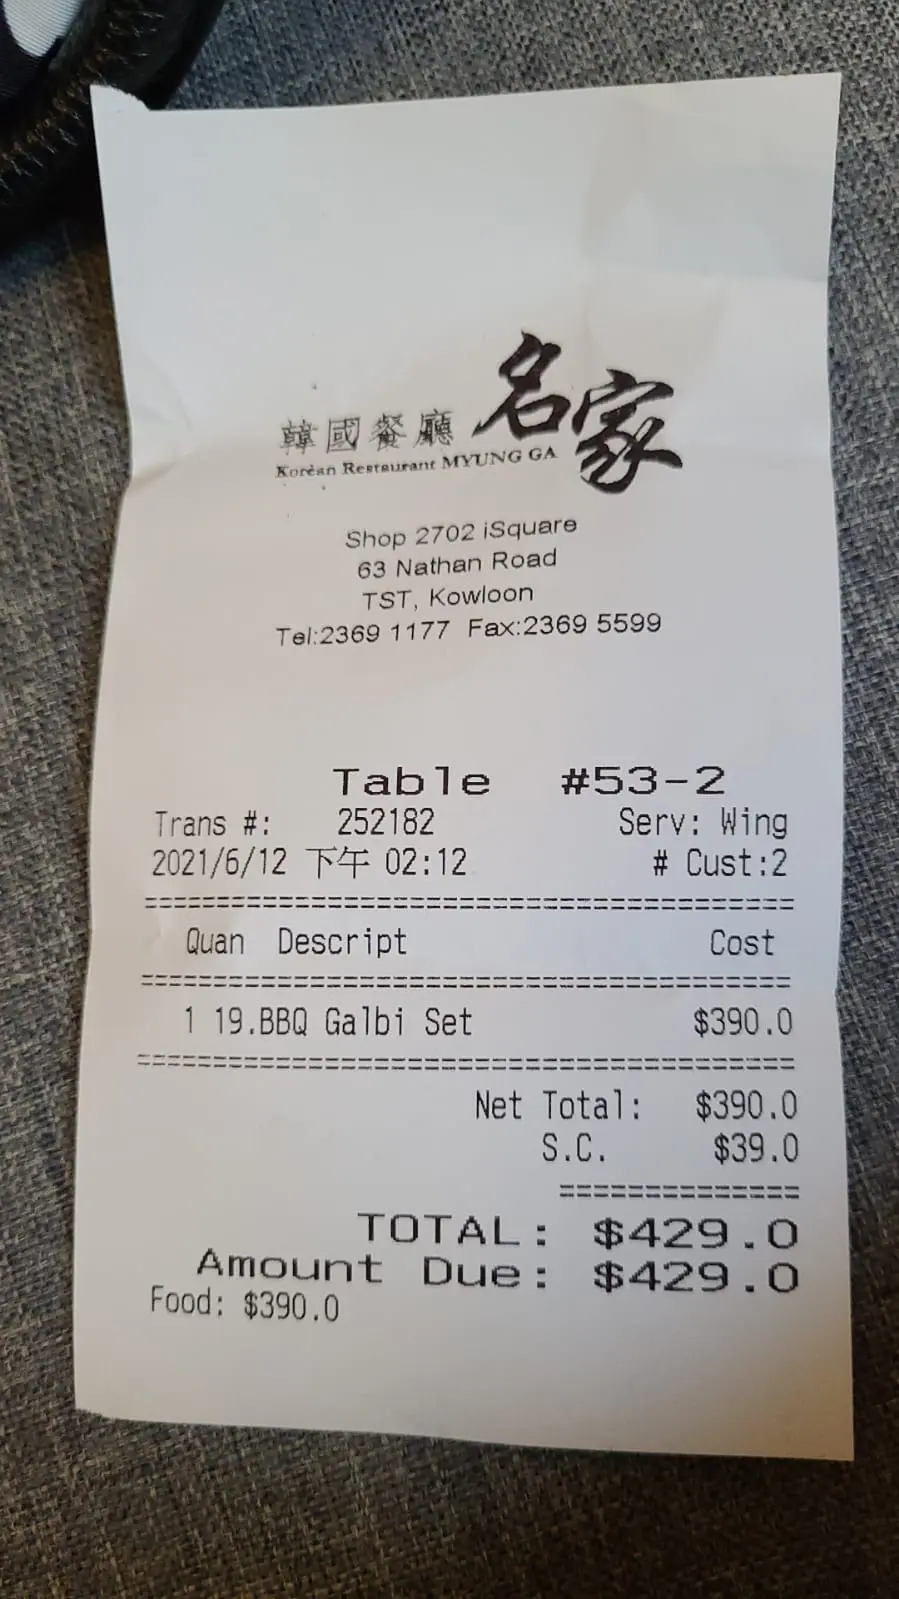 韓國餐廳 名家
Korean Restaurant MYUNG GA
Shop 2702 iSquare
63 Nathan Road
TST, Kowloon
Tel:2369 1177 Fax:2369 5599
Table #53-2
Trans #: 252182 Serv: Wing
2021/6/12 下午 02:12 # Cust:2
========================================
Quan Descript Cost
========================================
1 19.BBQ Galbi Set $390.0
========================================
Net Total: $390.0
S.C. $39.0
==============
TOTAL: $429.0
Amount Due: $429.0
Food: $390.0